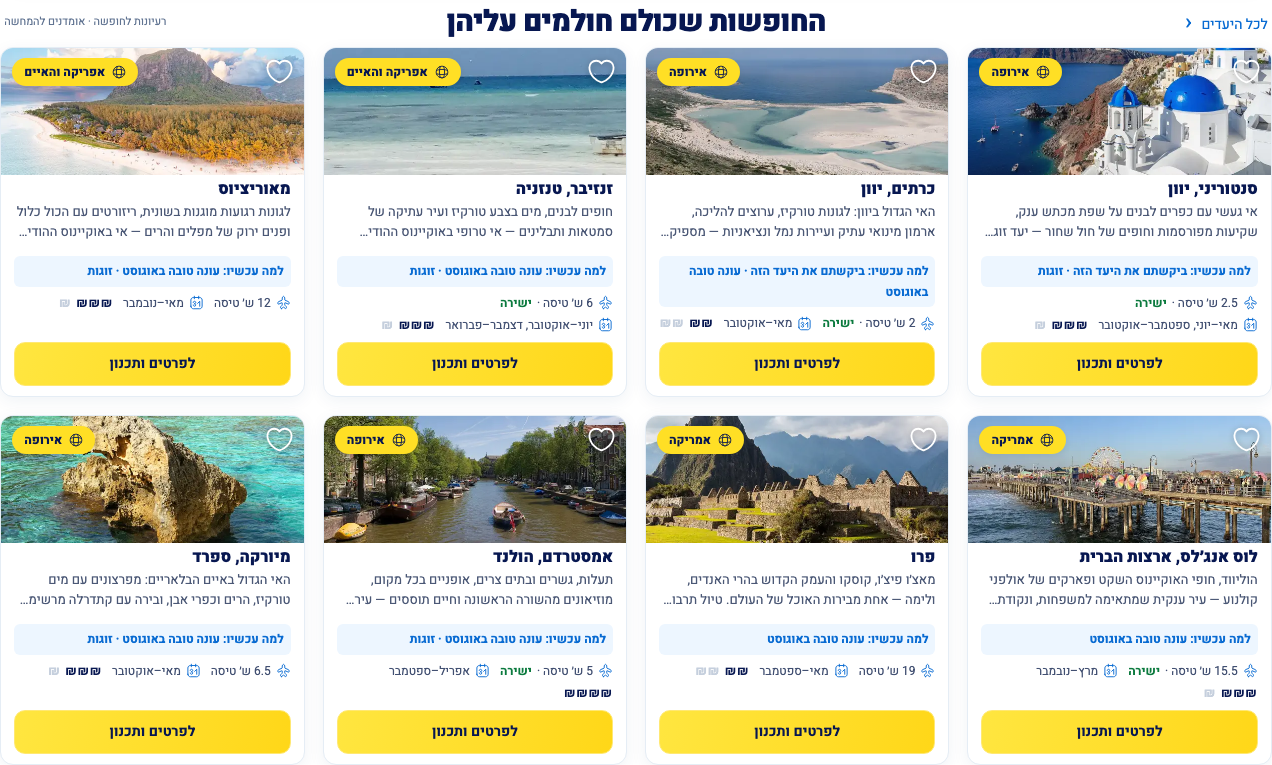 לכל היעדים ‹
החופשות שכולם חולמים עליהן
רעיונות לחופשה · אומדנים להמחשה
אירופה
סנטוריני, יוון
אי געשי עם כפרים לבנים על שפת מכתש ענק,
שקיעות מפורסמות וחופים של חול שחור — יעד זוג...
למה עכשיו: ביקשתם את היעד הזה · זוגות
2.5 ש׳ טיסה · ישירה
מאי–יוני, ספטמבר–אוקטובר ₪₪₪₪
לפרטים ותכנון
אירופה
כרתים, יוון
האי הגדול ביוון: לגונות טורקיז, ערוצים להליכה,
ארמון מינואי עתיק ועיירות נמל ונציאניות — מספיק...
למה עכשיו: ביקשתם את היעד הזה · עונה טובה
באוגוסט
2 ש׳ טיסה · ישירה מאי–אוקטובר ₪₪₪₪
לפרטים ותכנון
אפריקה והאיים
זנזיבר, טנזניה
חופים לבנים, מים בצבע טורקיז ועיר עתיקה של
סמטאות ותבלינים — אי טרופי באוקיינוס ההודי...
למה עכשיו: עונה טובה באוגוסט · זוגות
6 ש׳ טיסה · ישירה
יוני–אוקטובר, דצמבר–פברואר ₪₪₪₪
לפרטים ותכנון
אפריקה והאיים
מאוריציוס
לגונות רגועות מוגנות בשונית, ריזורטים עם הכול כלול
ופנים ירוק של מפלים והרים — אי באוקיינוס ההודי...
למה עכשיו: עונה טובה באוגוסט · זוגות
12 ש׳ טיסה מאי–נובמבר ₪₪₪₪
לפרטים ותכנון
אמריקה
לוס אנג׳לס, ארצות הברית
הוליווד, חופי האוקיינוס השקט ופארקים של אולפני
קולנוע — עיר ענקית שמתאימה למשפחות, ונקודת...
למה עכשיו: עונה טובה באוגוסט
15.5 ש׳ טיסה · ישירה מרץ–נובמבר
₪₪₪₪
לפרטים ותכנון
אמריקה
פרו
מאצ׳ו פיצ׳ו, קוסקו והעמק הקדוש בהרי האנדים,
ולימה — אחת מבירות האוכל של העולם. טיול תרבו...
למה עכשיו: עונה טובה באוגוסט
19 ש׳ טיסה מאי–ספטמבר ₪₪₪₪
לפרטים ותכנון
אירופה
אמסטרדם, הולנד
תעלות, גשרים ובתים צרים, אופניים בכל מקום,
מוזיאונים מהשורה הראשונה וחיים תוססים — עיר...
למה עכשיו: עונה טובה באוגוסט · זוגות
5 ש׳ טיסה · ישירה אפריל–ספטמבר
₪₪₪₪
לפרטים ותכנון
אירופה
מיורקה, ספרד
האי הגדול באיים הבלאריים: מפרצונים עם מים
טורקיז, הרים וכפרי אבן, ובירה עם קתדרלה מרשימ...
למה עכשיו: עונה טובה באוגוסט · זוגות
6.5 ש׳ טיסה מאי–אוקטובר ₪₪₪₪
לפרטים ותכנון